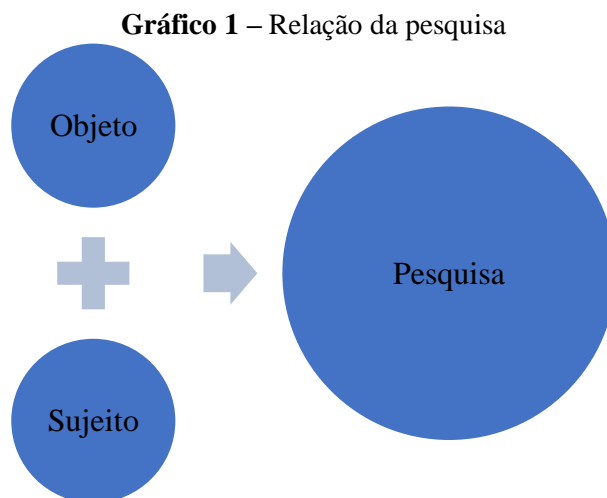 Gráfico 1 – Relação da pesquisa
Objeto
Sujeito
Pesquisa